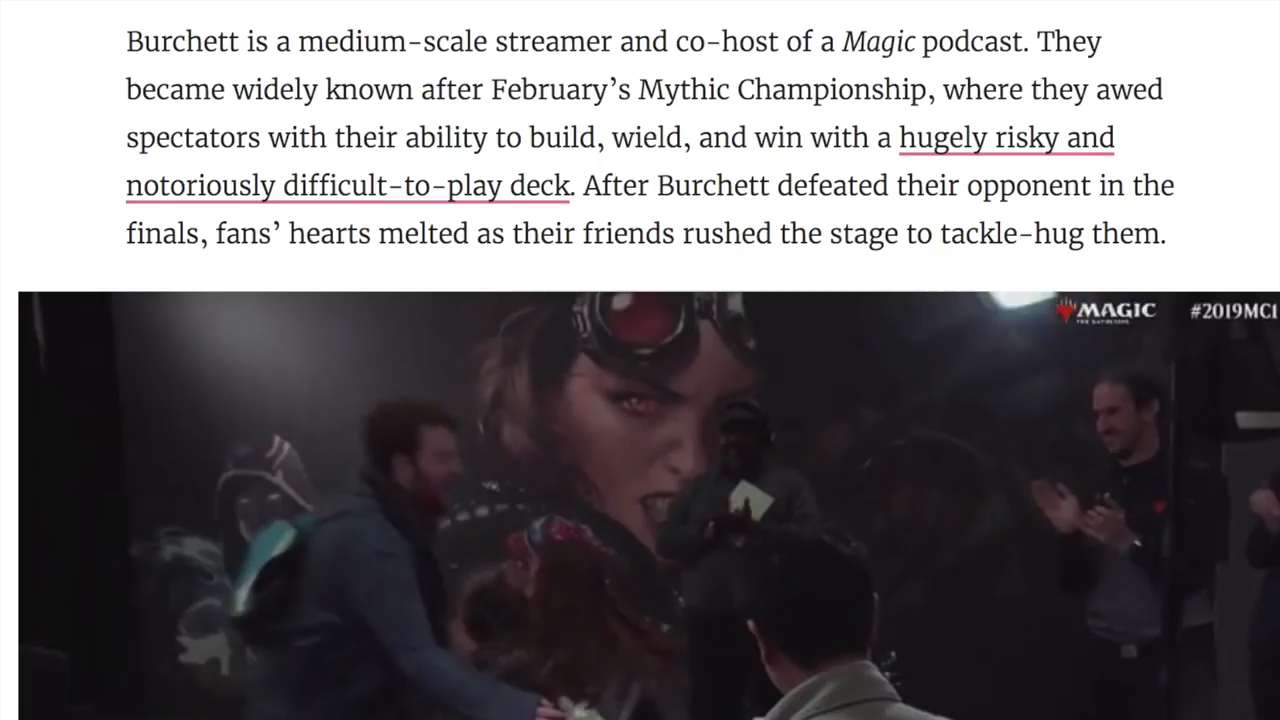 Burchett is a medium-scale streamer and co-host of a Magic podcast. They
became widely known after February’s Mythic Championship, where they awed
spectators with their ability to build, wield, and win with a hugely risky and
notoriously difficult-to-play deck. After Burchett defeated their opponent in the
finals, fans’ hearts melted as their friends rushed the stage to tackle-hug them.
MAGIC #2019MC1
THE GATHERING